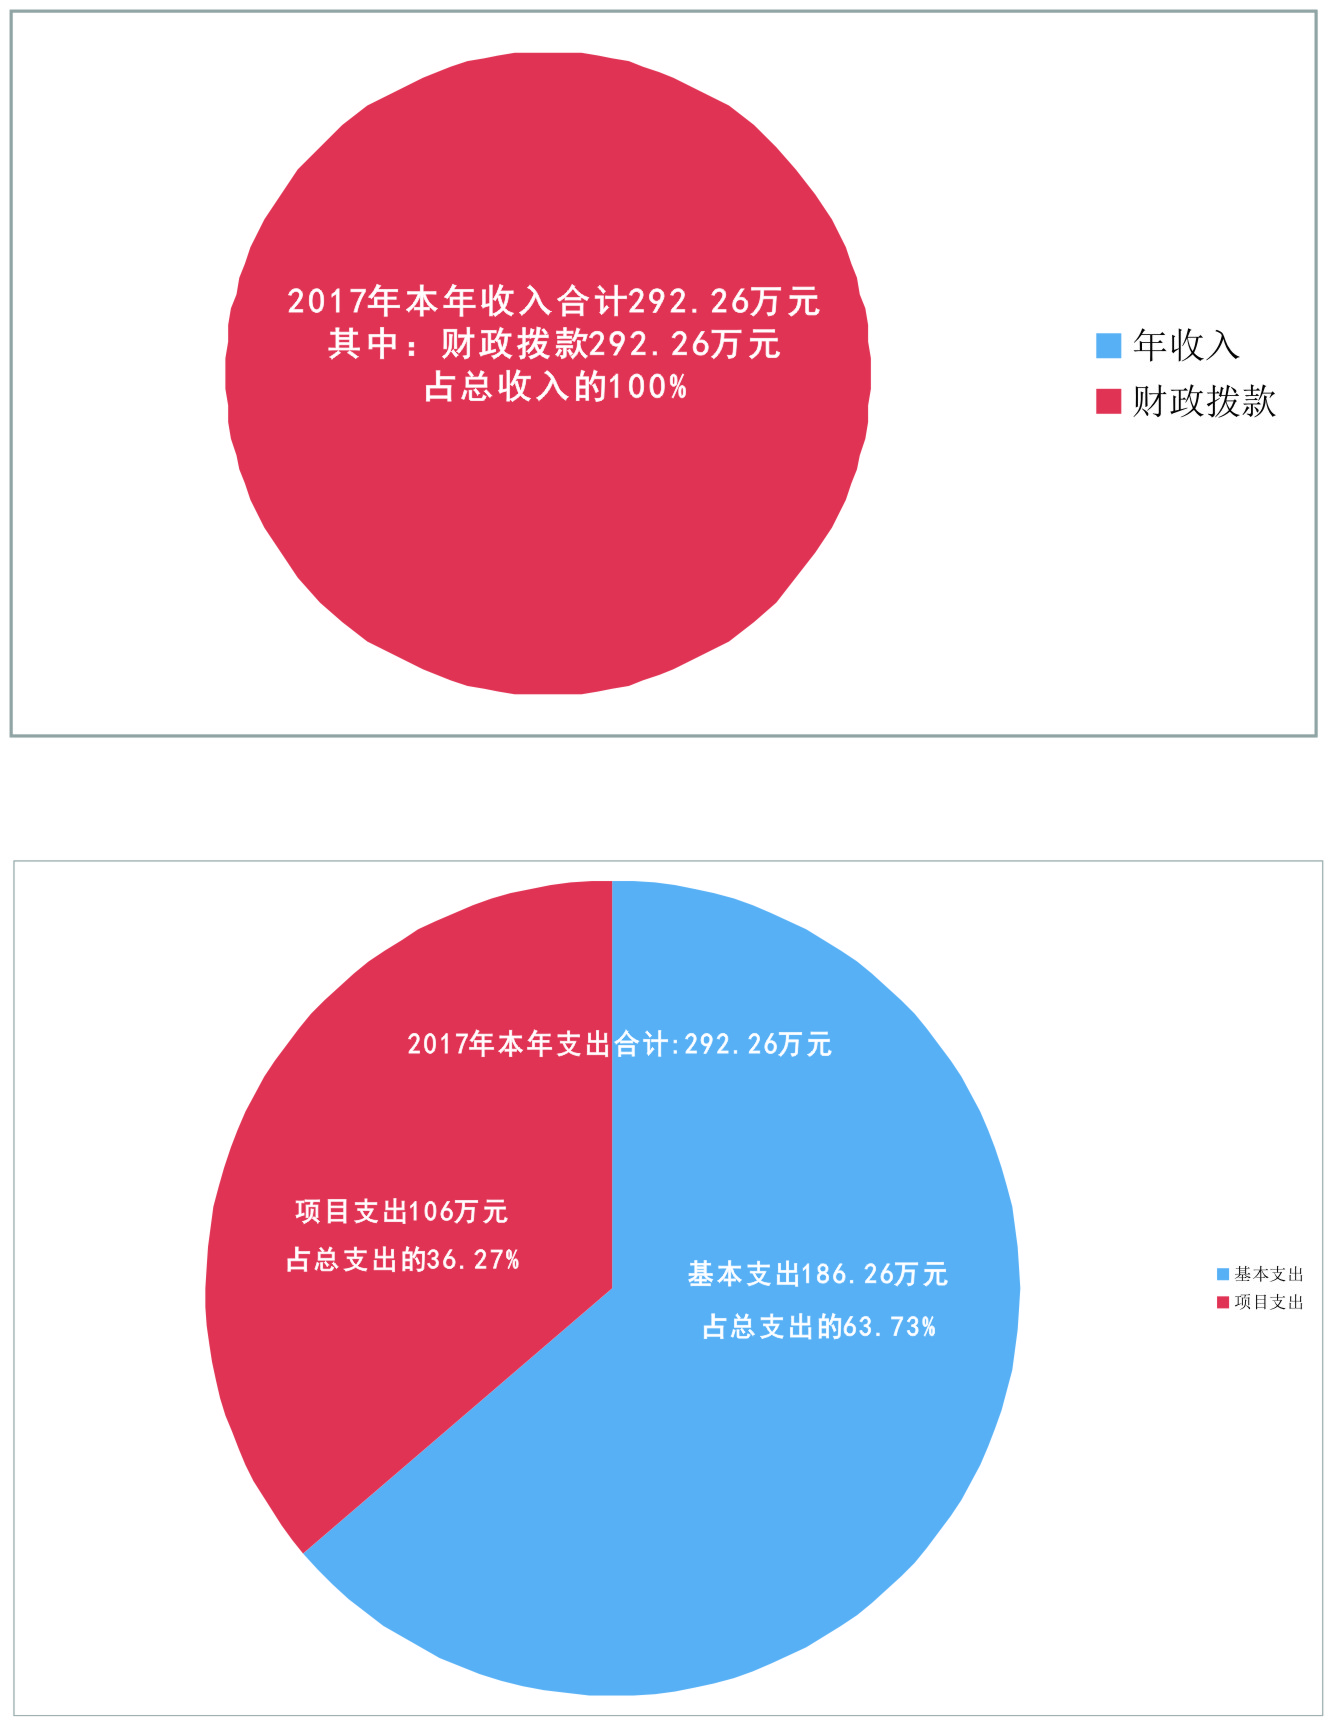 2017年本年收入合计292.26万元
其中：财政拨款292.26万元
占总收入的100%
年收入
财政拨款
2017年本年支出合计:292.26万元
项目支出106万元
占总支出的36.27%
基本支出186.26万元
占总支出的63.73%
基本支出
项目支出